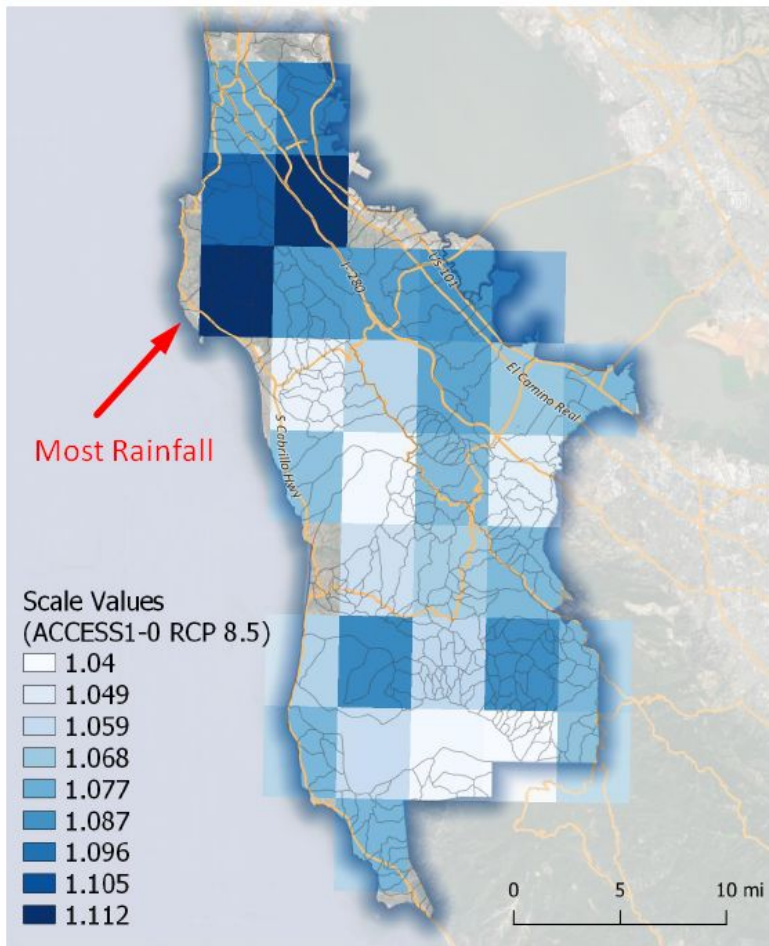 I-280
US 101
El Camino Real
Most Rainfall
S Cabrillo Hwy
Scale Values
(ACCESS1-0 RCP 8.5)
1.04
1.049
1.059
1.068
1.077
1.087
1.096
1.105
1.112
0 5 10 mi